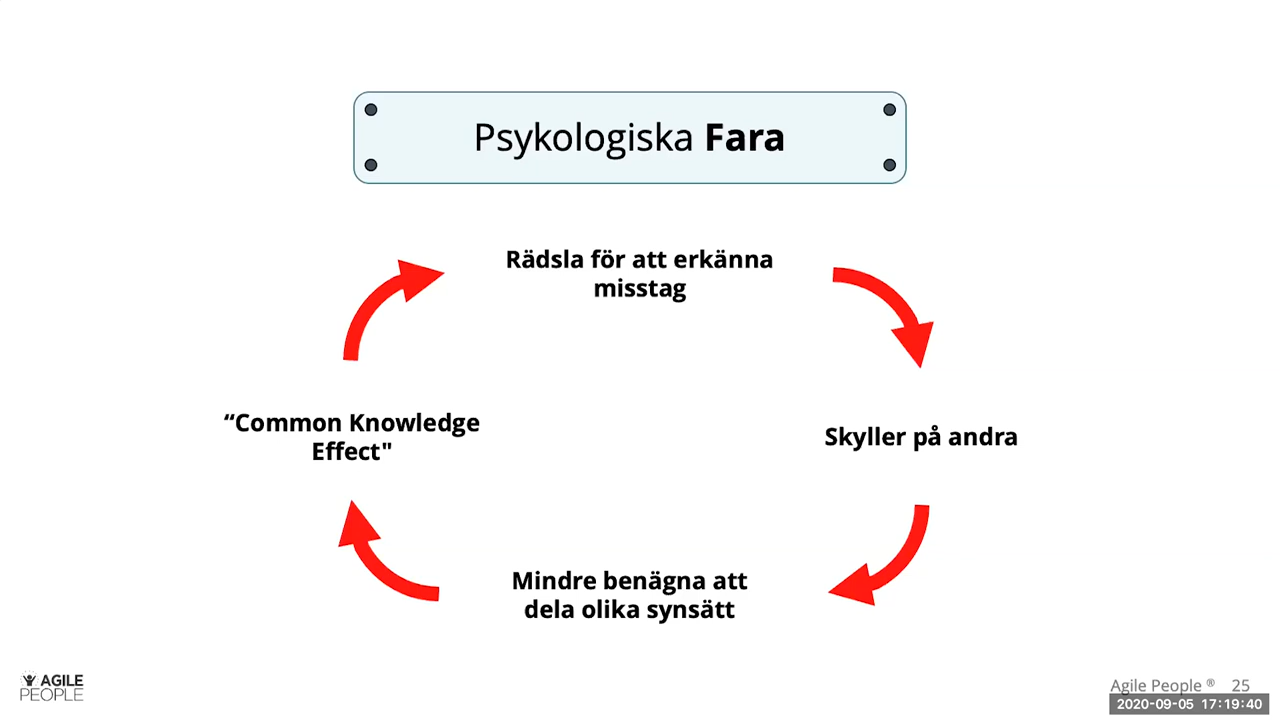 Psykologiska Fara
Rädsla för att erkänna
misstag
“Common Knowledge
Effect"
Skyller på andra
Mindre benägna att
dela olika synsätt
AGILE
PEOPLE
Agile People ® 25
2020-09-05 17:19:40